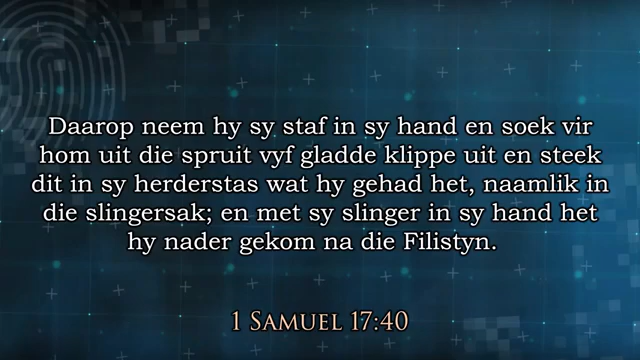 Daarop neem hy sy staf in sy hand en soek vir
hom uit die spruit vyf gladde klippe uit en steek
dit in sy herderstas wat hy gehad het, naamlik in
die slingersak; en met sy slinger in sy hand het
hy nader gekom na die Filistyn.
1 Samuel 17:40